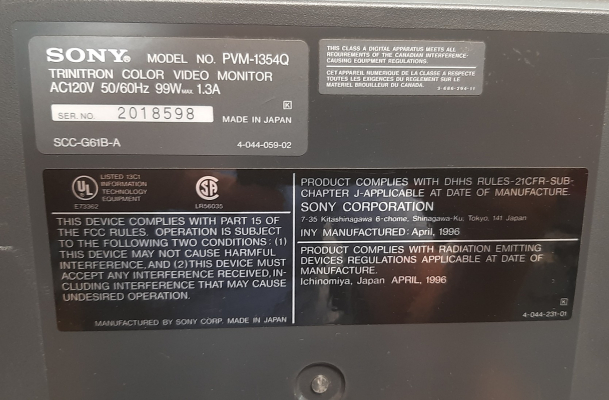 SONY® MODEL NO. PVM-1354Q
TRINITRON COLOR VIDEO MONITOR
AC120V 50/60Hz 99W MAX. 1.3A
SER. NO. 2018598
K
MADE IN JAPAN
SCC-G61B-A
4-044-059-02
THIS CLASS A DIGITAL APPARATUS MEETS ALL
REQUIREMENTS OF THE CANADIAN INTERFERENCE-
CAUSING EQUIPMENT REGULATIONS.
CET APPAREIL NUMERIQUE DE LA CLASSE A RESPECTE
TOUTES LES EXIGENCES DU REGLEMENT SUR LE
MATERIEL BROUILLEUR DU CANADA.
UL
LISTED 13C1
INFORMATION
TECHNOLOGY
EQUIPMENT
E73362
LR56035
THIS DEVICE COMPLIES WITH PART 15 OF
THE FCC RULES. OPERATION IS SUBJECT
TO THE FOLLOWING TWO CONDITIONS: (1)
THIS DEVICE MAY NOT CAUSE HARMFUL
INTERFERENCE, AND (2) THIS DEVICE MUST
ACCEPT ANY INTERFERENCE RECEIVED, IN-
CLUDING INTERFERENCE THAT MAY CAUSE
UNDESIRED OPERATION.
MANUFACTURED BY SONY CORP. MADE IN JAPAN
PRODUCT COMPLIES WITH DHHS RULES-21CFR-SUB-
CHAPTER J-APPLICABLE AT DATE OF MANUFACTURE.
SONY CORPORATION
7-35 Kitashinagawa 6-chome, Shinagawa-Ku, Tokyo, 141 Japan
INY MANUFACTURED: April, 1996
PRODUCT COMPLIES WITH RADIATION EMITTING
DEVICES REGULATIONS APPLICABLE AT DATE OF
MANUFACTURE.
Ichinomiya, Japan APRIL, 1996
K
4-044-231-01